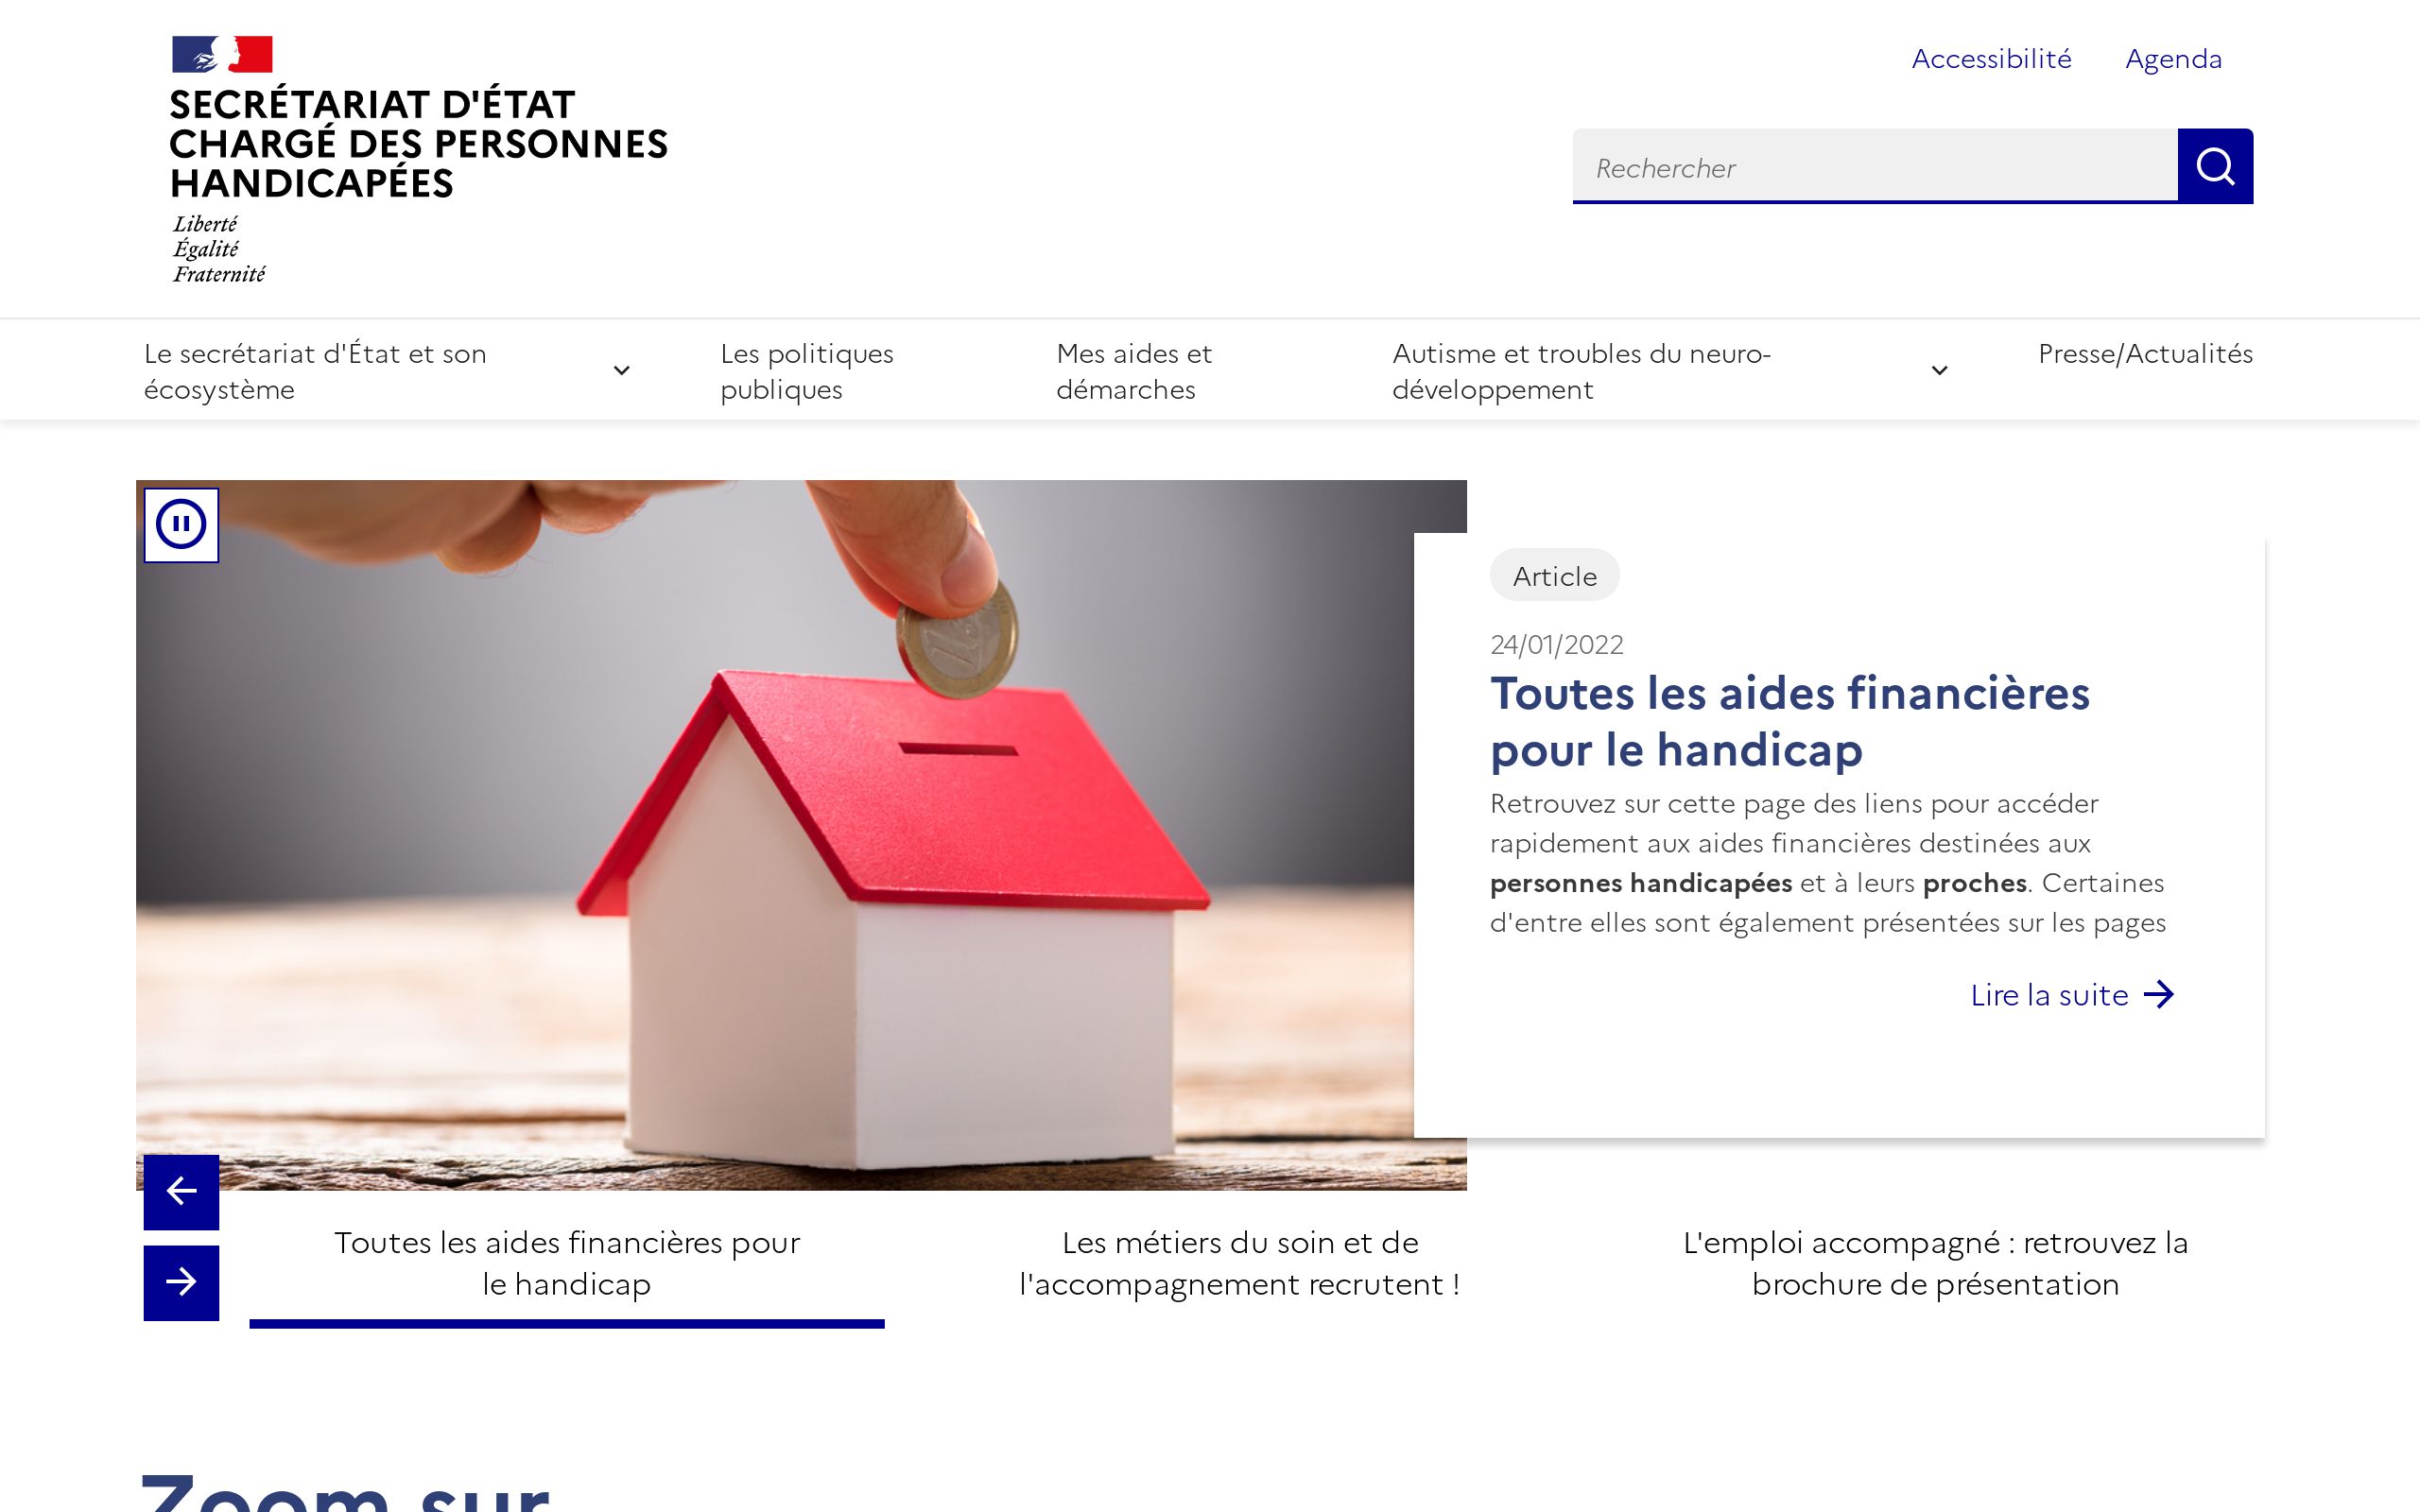 SECRÉTARIAT D'ÉTAT
CHARGÉ DES PERSONNES
HANDICAPÉES
Liberté
Égalité
Fraternité
Accessibilité
Agenda
Rechercher
Le secrétariat d'État et son
écosystème
Les politiques
publiques
Mes aides et
démarches
Autisme et troubles du neuro-
développement
Presse/Actualités
Article
24/01/2022
Toutes les aides financières
pour le handicap
Retrouvez sur cette page des liens pour accéder
rapidement aux aides financières destinées aux
personnes handicapées et à leurs proches. Certaines
d'entre elles sont également présentées sur les pages
Lire la suite
Toutes les aides financières pour
le handicap
Les métiers du soin et de
l'accompagnement recrutent !
L'emploi accompagné : retrouvez la
brochure de présentation
Zoom sur